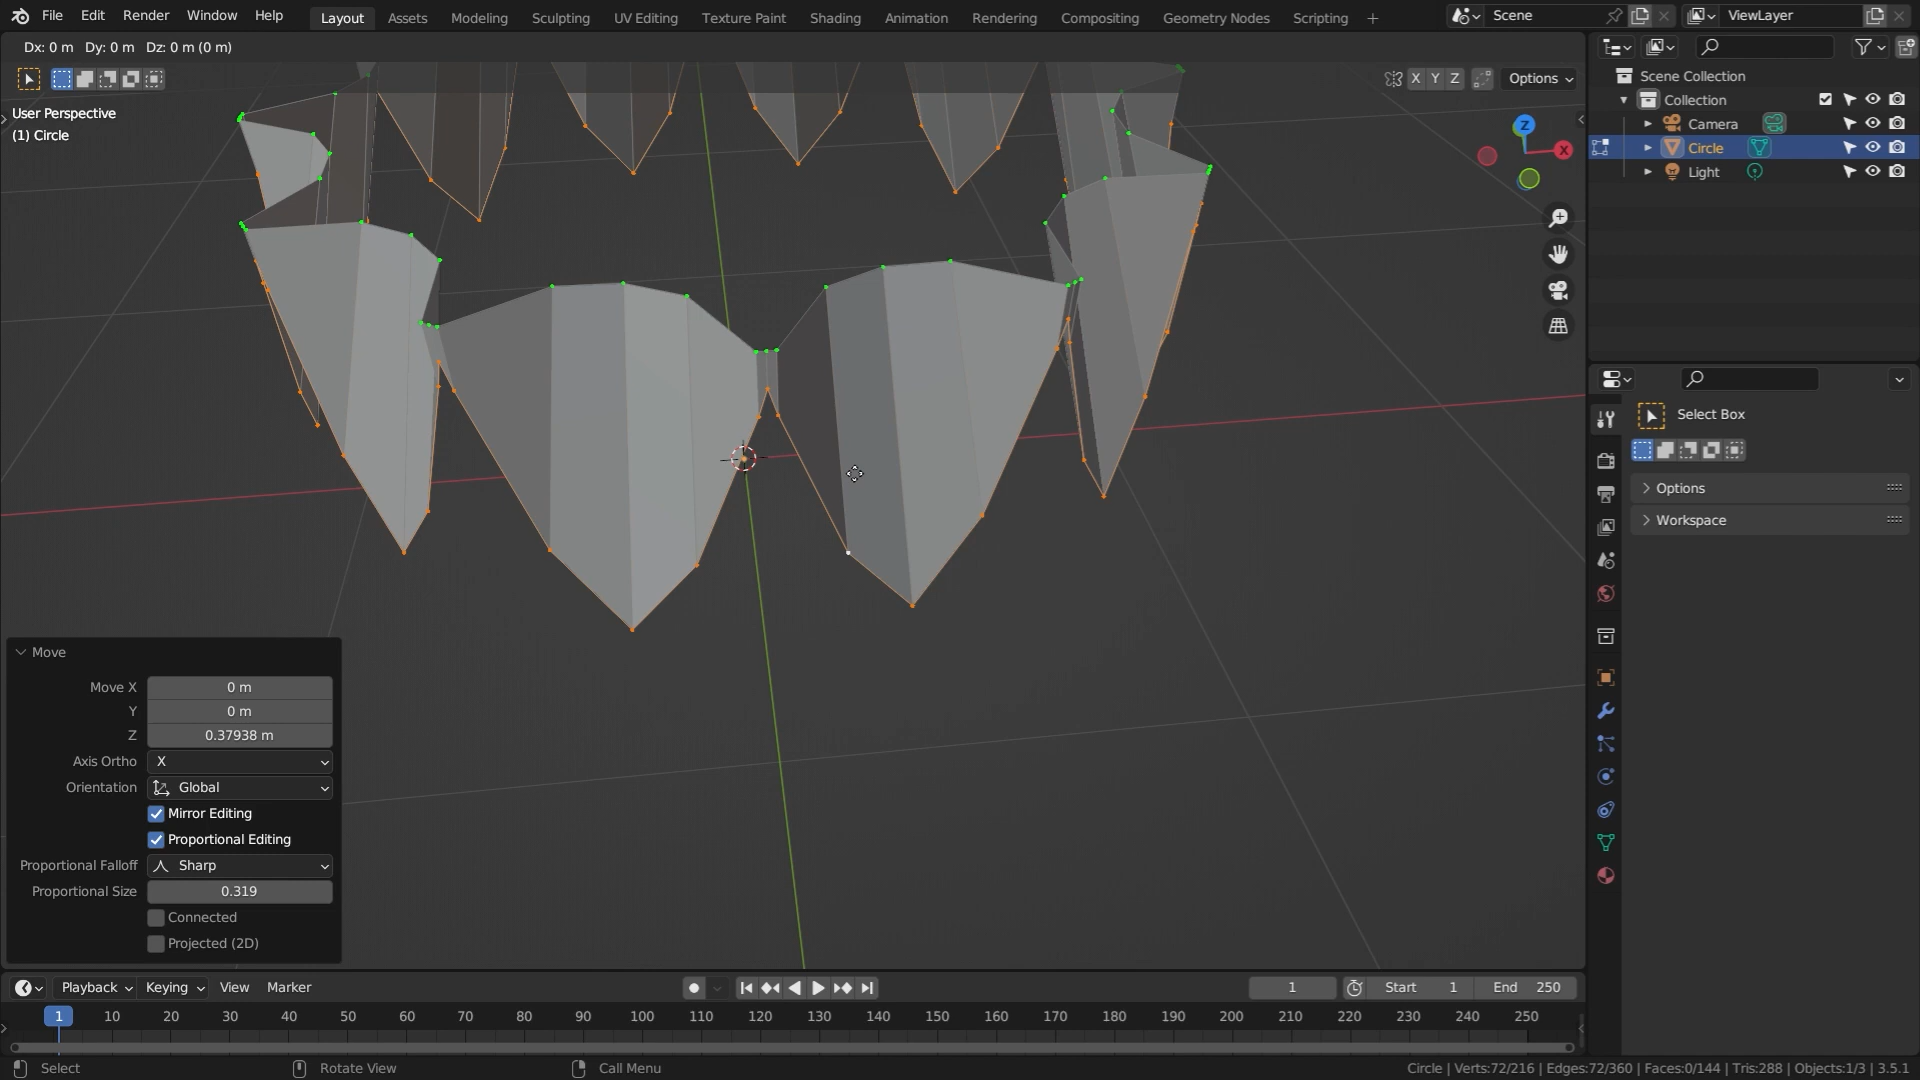 File Edit Render Window Help Layout Assets Modeling Sculpting UV Editing Texture Paint Shading Animation Rendering Compositing Geometry Nodes Scripting + Scene ViewLayer
Dx: 0 m Dy: 0 m Dz: 0 m (0 m)
X Y Z Options
User Perspective
(1) Circle
Z
X
Scene Collection
Collection
Camera
Circle
Light
Select Box
Options
Workspace
Move
Move X 0 m
Y 0 m
Z 0.37938 m
Axis Ortho X
Orientation Global
Mirror Editing
Proportional Editing
Proportional Falloff Sharp
Proportional Size 0.319
Connected
Projected (2D)
Playback Keying View Marker 1 Start 1 End 250
1 10 20 30 40 50 60 70 80 90 100 110 120 130 140 150 160 170 180 190 200 210 220 230 240 250
Select Rotate View Call Menu Circle | Verts:72/216 | Edges:72/360 | Faces:0/144 | Tris:288 | Objects:1/3 | 3.5.1